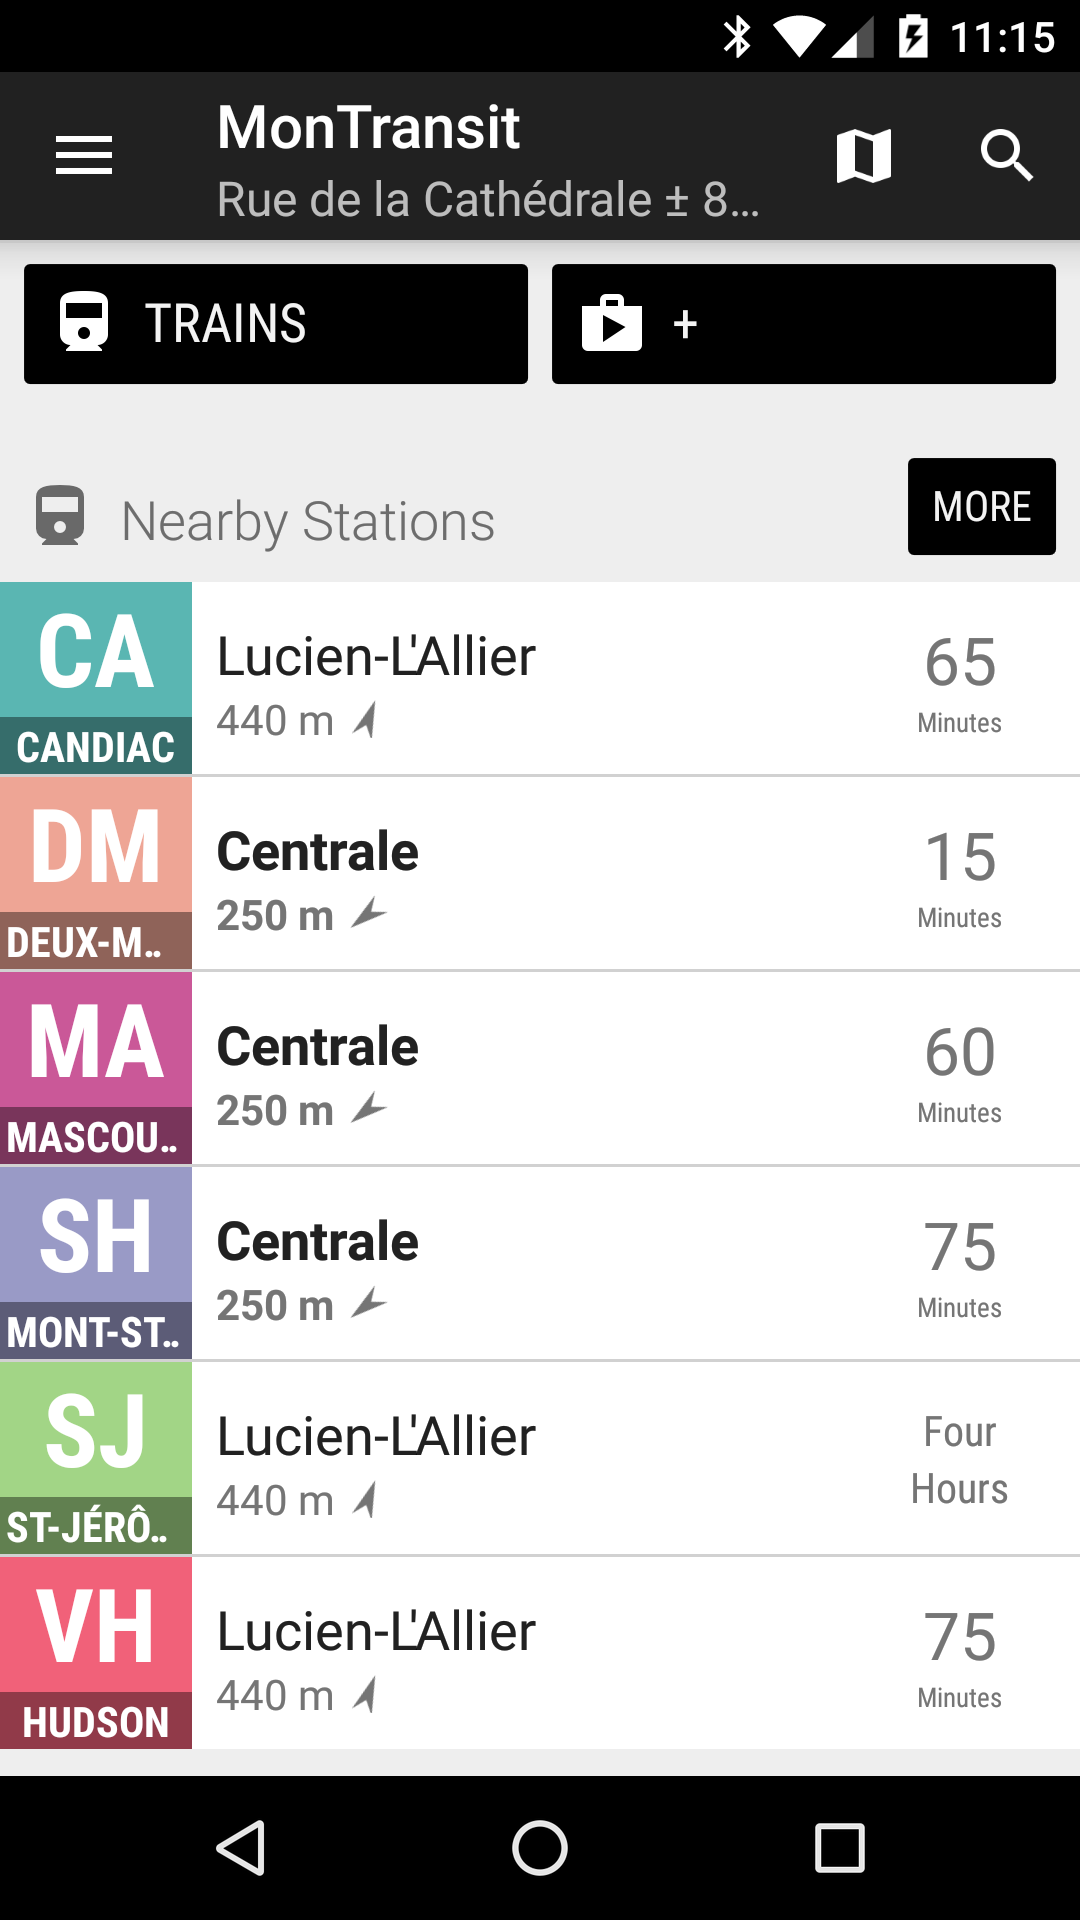 11:15
MonTransit
Rue de la Cathédrale ± 8...
TRAINS
+
Nearby Stations
MORE
CA
CANDIAC
Lucien-L'Allier
440 m
65
Minutes
DM
DEUX-M...
Centrale
250 m
15
Minutes
MA
MASCOU...
Centrale
250 m
60
Minutes
SH
MONT-ST...
Centrale
250 m
75
Minutes
SJ
ST-JÉRÔ...
Lucien-L'Allier
440 m
Four
Hours
VH
HUDSON
Lucien-L'Allier
440 m
75
Minutes